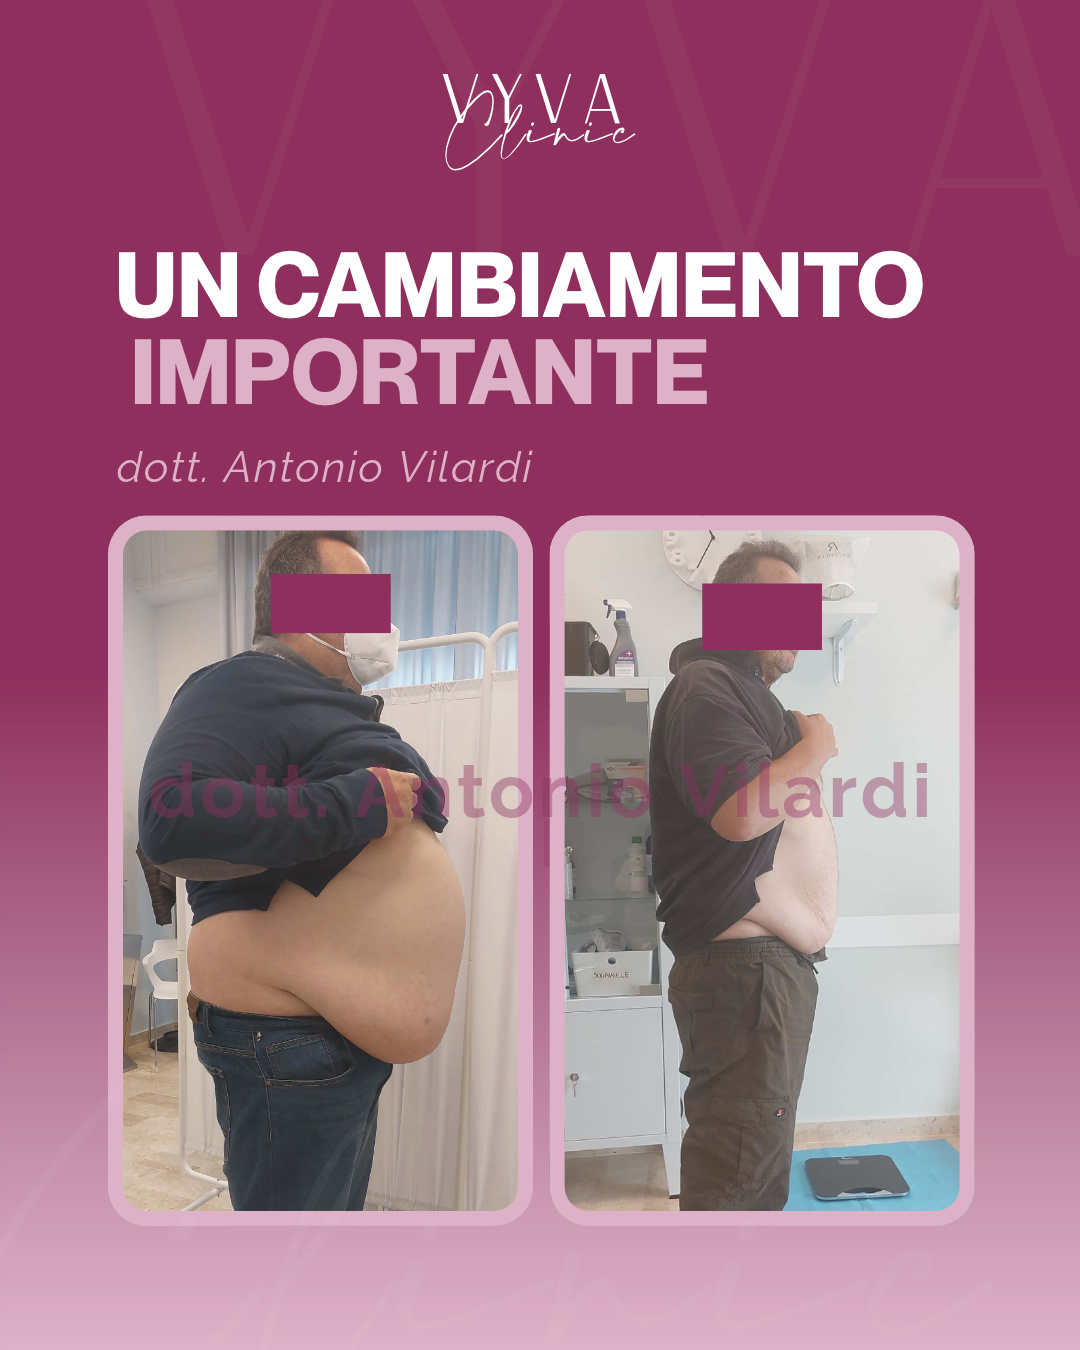 VYVA
Clinic
UN CAMBIAMENTO
IMPORTANTE
dott. Antonio Vilardi
dott. Antonio Vilardi